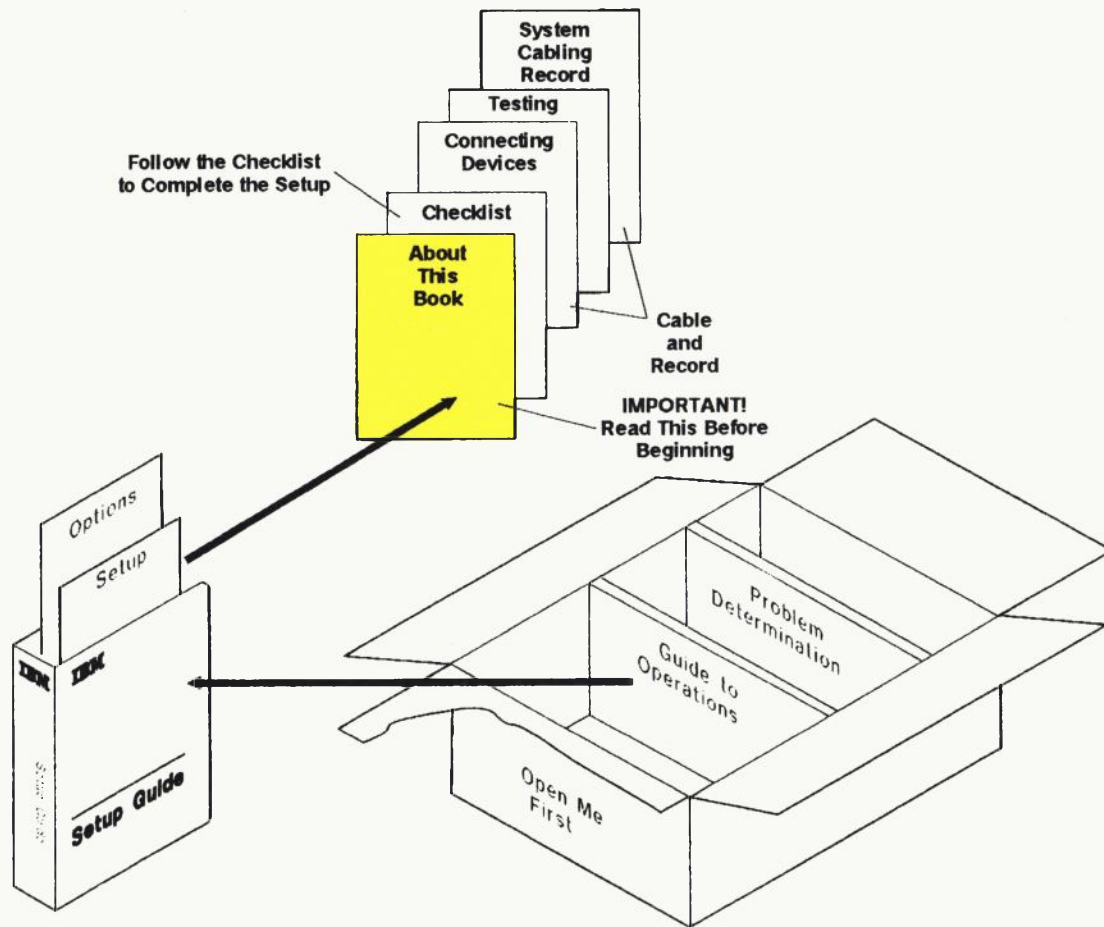 System
Cabling
Record
Testing
Connecting
Devices
Follow the Checklist
to Complete the Setup
Checklist
About
This
Book
Cable
and
Record
IMPORTANT!
Read This Before
Beginning
Options
Setup
IBM
IBM
Setup Guide
Setup Guide
Problem
Determination
Guide to
Operations
Open Me
First